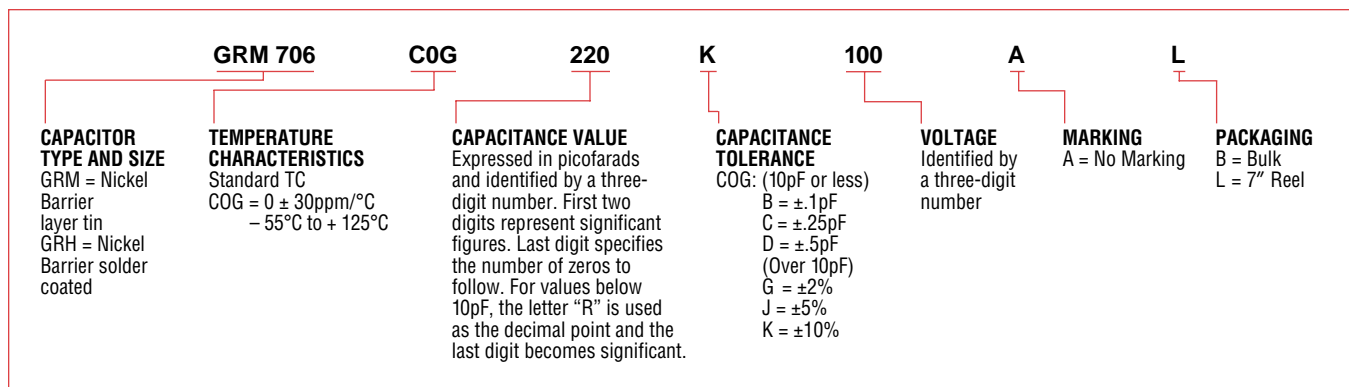 GRM 706 C0G 220 K 100 A L
CAPACITOR
TYPE AND SIZE
GRM = Nickel
Barrier
layer tin
GRH = Nickel
Barrier solder
coated
TEMPERATURE
CHARACTERISTICS
Standard TC
COG = 0 ± 30ppm/°C
– 55°C to + 125°C
CAPACITANCE VALUE
Expressed in picofarads
and identified by a three-
digit number. First two
digits represent significant
figures. Last digit specifies
the number of zeros to
follow. For values below
10pF, the letter “R” is used
as the decimal point and the
last digit becomes significant.
CAPACITANCE
TOLERANCE
COG: (10pF or less)
B = ±.1pF
C = ±.25pF
D = ±.5pF
(Over 10pF)
G = ±2%
J = ±5%
K = ±10%
VOLTAGE
Identified by
a three-digit
number
MARKING
A = No Marking
PACKAGING
B = Bulk
L = 7″ Reel